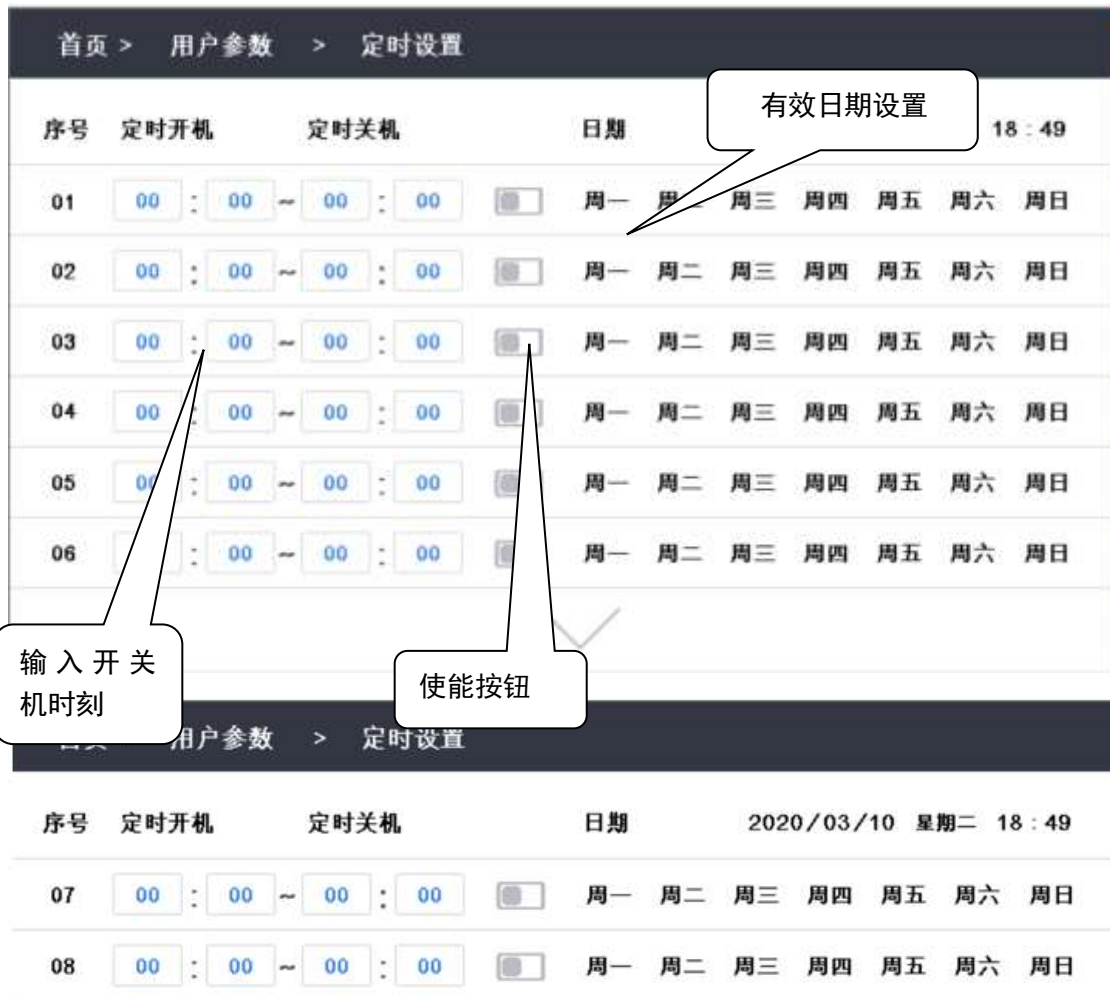 首页 > 用户参数 > 定时设置
有效日期设置
序号 定时开机 定时关机 日期 18:49
01 00 : 00 ~ 00 : 00 周一 周三 周四 周五 周六 周日
02 00 : 00 ~ 00 : 00 周一 周二 周三 周四 周五 周六 周日
03 00 : 00 ~ 00 : 00 周一 周二 周三 周四 周五 周六 周日
04 00 : 00 ~ 00 : 00 周一 周二 周三 周四 周五 周六 周日
05 00 : 00 ~ 00 : 00 周一 周二 周三 周四 周五 周六 周日
06 : 00 ~ 00 : 00 周一 周二 周三 周四 周五 周六 周日
输入开关
机时刻
使能按钮
用户参数 > 定时设置
序号 定时开机 定时关机 日期 2020/03/10 星期二 18:49
07 00 : 00 ~ 00 : 00 周一 周二 周三 周四 周五 周六 周日
08 00 : 00 ~ 00 : 00 周一 周二 周三 周四 周五 周六 周日